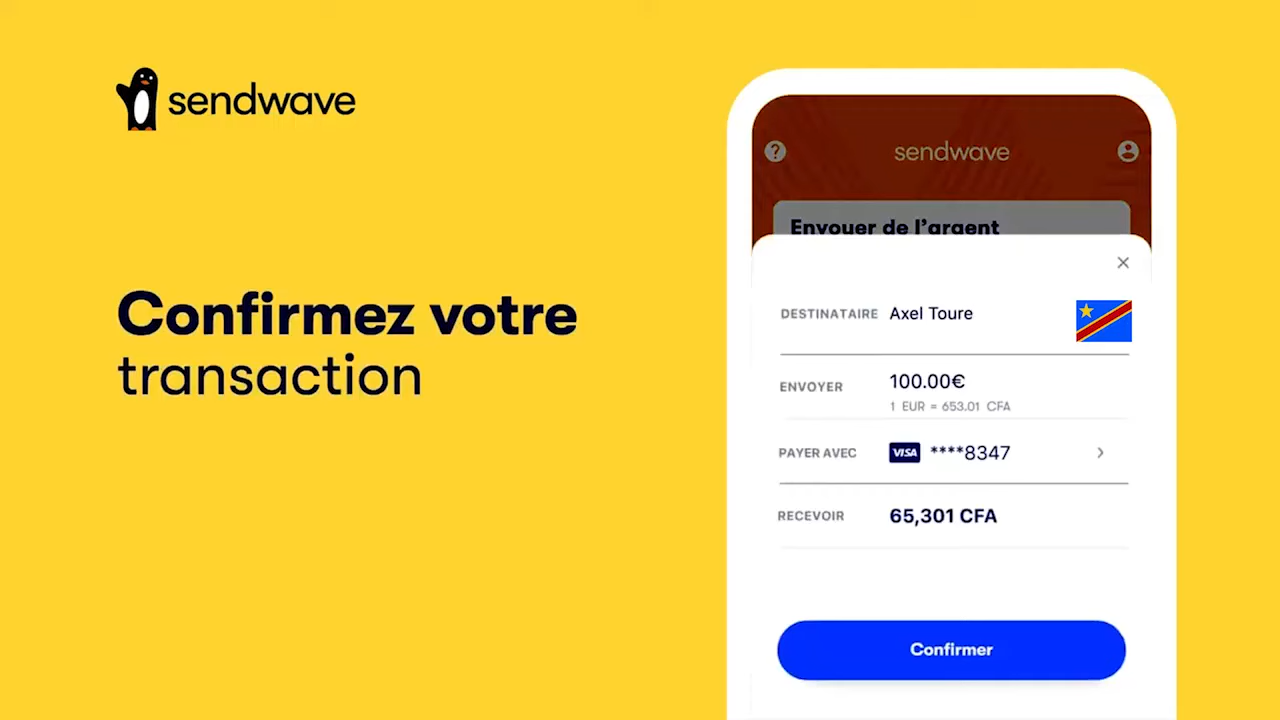 sendwave
Confirmez votre
transaction
?
sendwave
Envoyer de l'argent
DESTINATAIRE Axel Toure
ENVOYER 100.00€
1 EUR = 653.01 CFA
PAYER AVEC VISA ****8347
RECEVOIR 65,301 CFA
Confirmer